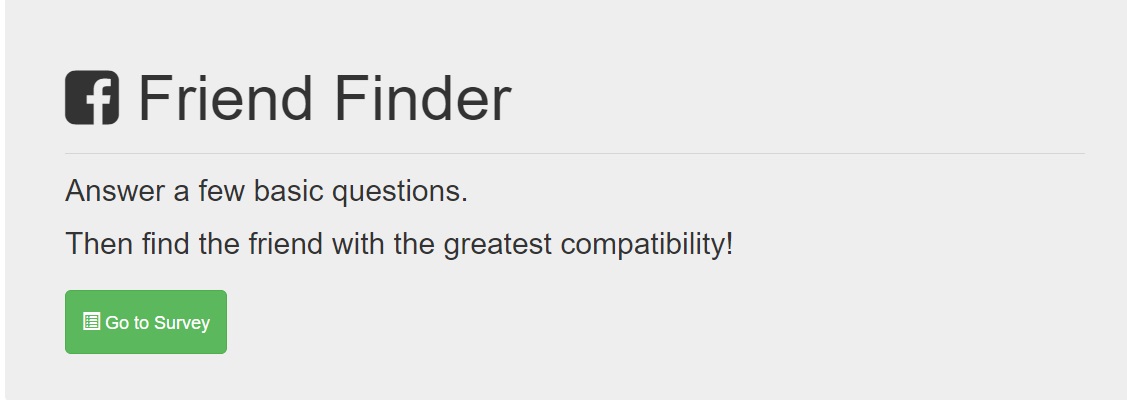 Friend Finder
Answer a few basic questions.
Then find the friend with the greatest compatibility!
Go to Survey